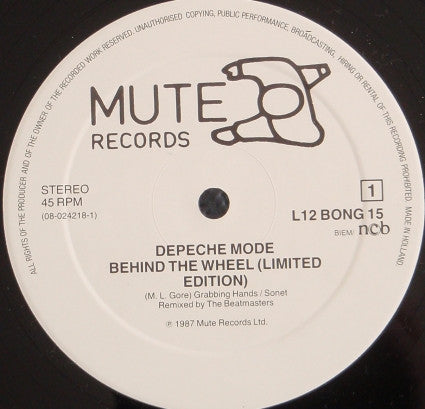 ALL RIGHTS OF THE PRODUCER AND OF THE OWNER OF THE RECORDED WORK RESERVED. UNAUTHORISED COPYING, PUBLIC PERFORMANCE, BROADCASTING, HIRING OR RENTAL OF THIS RECORDING PROHIBITED. MADE IN HOLLAND
MUTE
RECORDS
STEREO
45 RPM
(08-024218-1)
1
L12 BONG 15
BIEM/ ncb
DEPECHE MODE
BEHIND THE WHEEL (LIMITED
EDITION)
(M. L. Gore) Grabbing Hands / Sonet
Remixed by The Beatmasters
℗ 1987 Mute Records Ltd.